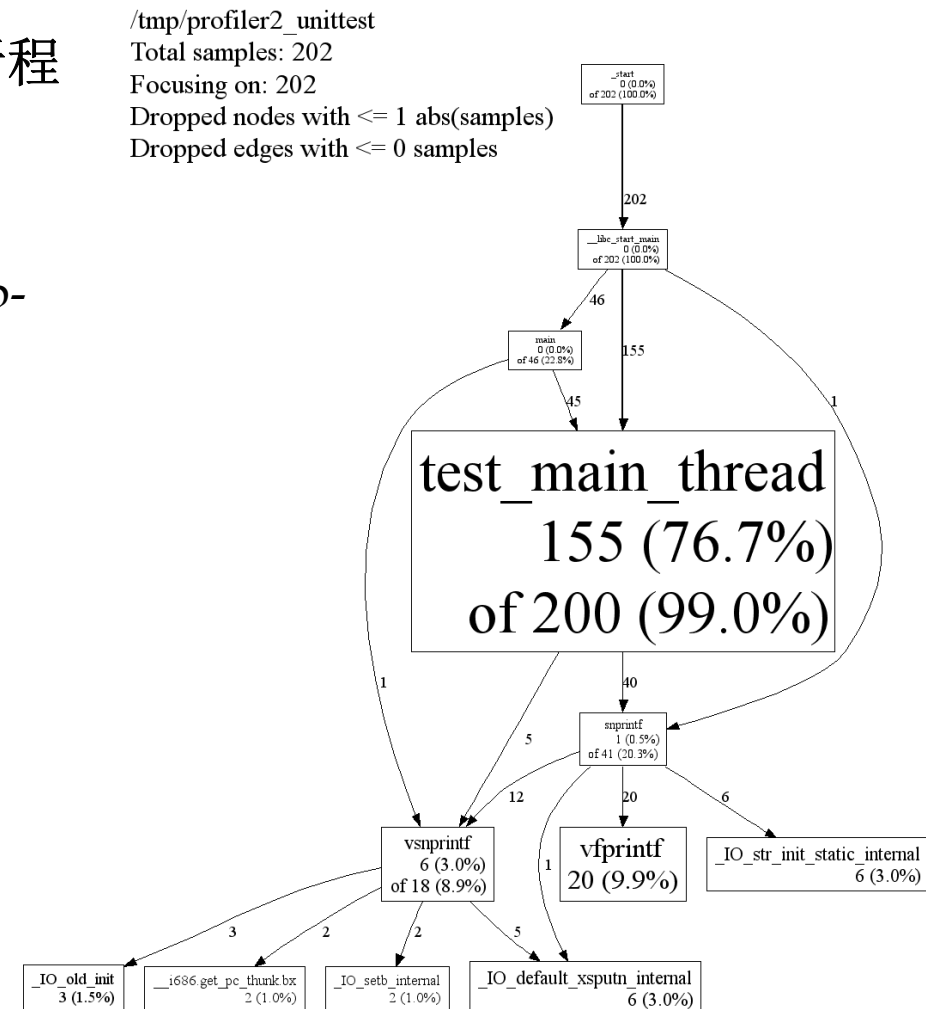 程
-
/tmp/profiler2_unittest
Total samples: 202
Focusing on: 202
Dropped nodes with <= 1 abs(samples)
Dropped edges with <= 0 samples
_start
0 (0.0%)
of 202 (100.0%)
202
__libc_start_main
0 (0.0%)
of 202 (100.0%)
46
155
1
main
0 (0.0%)
of 46 (22.8%)
45
test_main_thread
155 (76.7%)
of 200 (99.0%)
1
5
40
snprintf
1 (0.5%)
of 41 (20.3%)
12
20
6
1
vsnprintf
6 (3.0%)
of 18 (8.9%)
vfprintf
20 (9.9%)
_IO_str_init_static_internal
6 (3.0%)
3
2
2
5
_IO_old_init
3 (1.5%)
__i686.get_pc_thunk.bx
2 (1.0%)
_IO_setb_internal
2 (1.0%)
_IO_default_xsputn_internal
6 (3.0%)